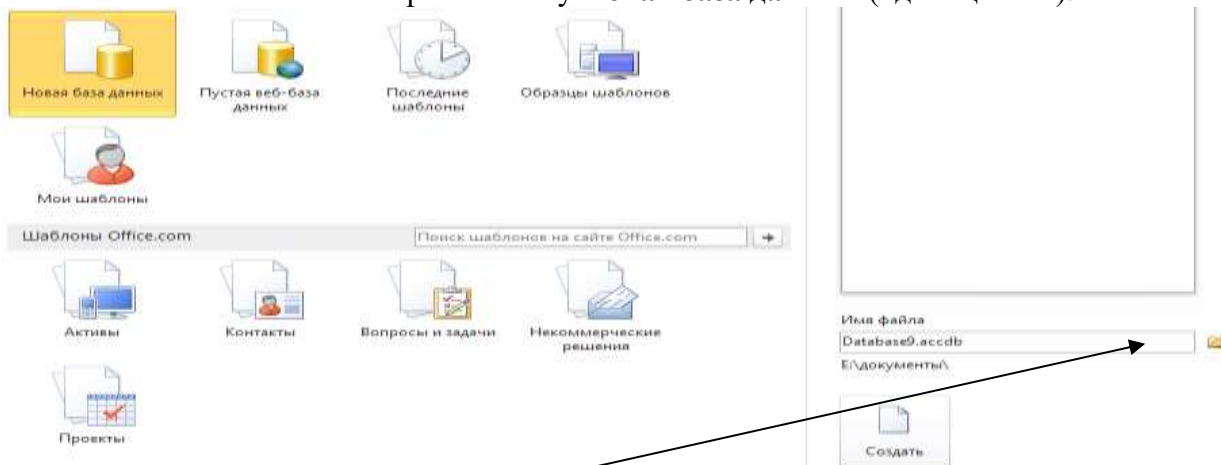 Новая база данных
Пустая веб-база
данных
Последние
шаблоны
Образцы шаблонов
Мои шаблоны
Шаблоны Office.com
Поиск шаблонов на сайте Office.com
Активы
Контакты
Вопросы и задачи
Некоммерческие
решения
Проекты
Имя файла
Database9.accdb
E:\документы\
Создать